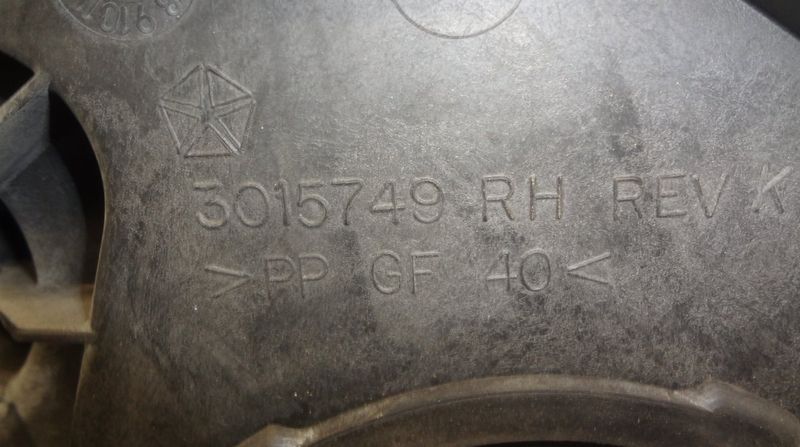 3015749 RH REV K
>PP GF 40<